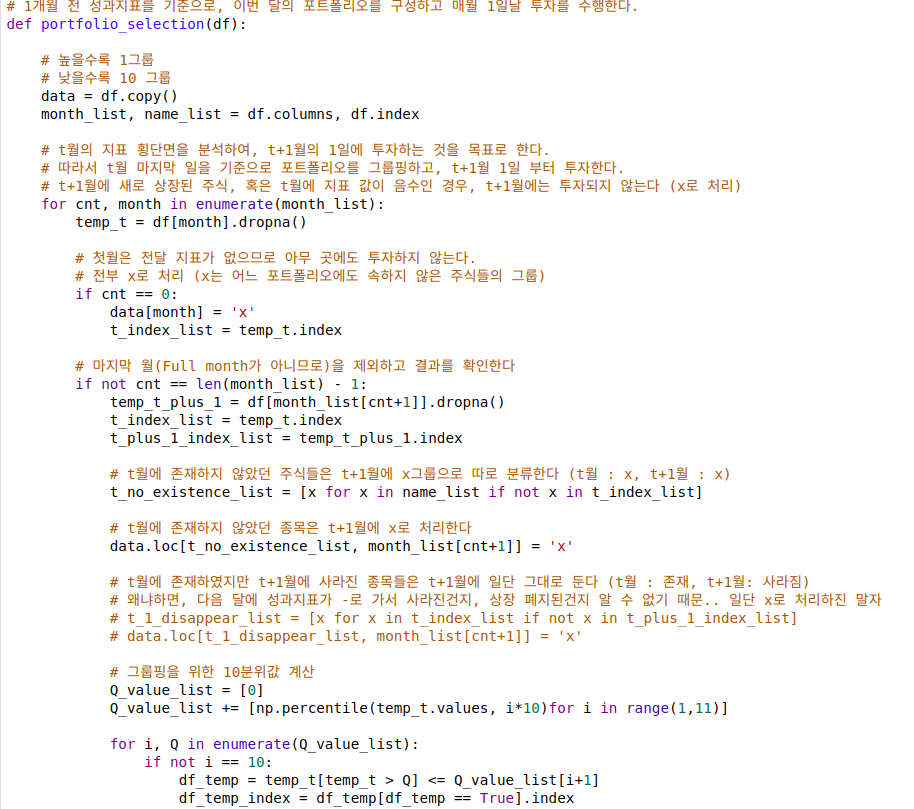 # 1개월 전 성과지표를 기준으로, 이번 달의 포트폴리오를 구성하고 매월 1일날 투자를 수행한다.
def portfolio_selection(df):
# 높을수록 1그룹
# 낮을수록 10 그룹
data = df.copy()
month_list, name_list = df.columns, df.index
# t월의 지표 횡단면을 분석하여, t+1월의 1일에 투자하는 것을 목표로 한다.
# 따라서 t월 마지막 일을 기준으로 포트폴리오를 그룹핑하고, t+1월 1일 부터 투자한다.
# t+1월에 새로 상장된 주식, 혹은 t월에 지표 값이 음수인 경우, t+1월에는 투자되지 않는다 (x로 처리)
for cnt, month in enumerate(month_list):
temp_t = df[month].dropna()
# 첫월은 전달 지표가 없으므로 아무 곳에도 투자하지 않는다.
# 전부 x로 처리 (x는 어느 포트폴리오에도 속하지 않은 주식들의 그룹)
if cnt == 0:
data[month] = 'x'
t_index_list = temp_t.index
# 마지막 월(Full month가 아니므로)을 제외하고 결과를 확인한다
if not cnt == len(month_list) - 1:
temp_t_plus_1 = df[month_list[cnt+1]].dropna()
t_index_list = temp_t.index
t_plus_1_index_list = temp_t_plus_1.index
# t월에 존재하지 않았던 주식들은 t+1월에 x그룹으로 따로 분류한다 (t월 : x, t+1월 : x)
t_no_existence_list = [x for x in name_list if not x in t_index_list]
# t월에 존재하지 않았던 종목은 t+1월에 x로 처리한다
data.loc[t_no_existence_list, month_list[cnt+1]] = 'x'
# t월에 존재하였지만 t+1월에 사라진 종목들은 t+1월에 일단 그대로 둔다 (t월 : 존재, t+1월: 사라짐)
# 왜냐하면, 다음 달에 성과지표가 -로 가서 사라진건지, 상장 폐지된건지 알 수 없기 때문.. 일단 x로 처리하진 말자
# t_1_disappear_list = [x for x in t_index_list if not x in t_plus_1_index_list]
# data.loc[t_1_disappear_list, month_list[cnt+1]] = 'x'
# 그룹핑을 위한 10분위값 계산
Q_value_list = [0]
Q_value_list += [np.percentile(temp_t.values, i*10)for i in range(1,11)]
for i, Q in enumerate(Q_value_list):
if not i == 10:
df_temp = temp_t[temp_t > Q] <= Q_value_list[i+1]
df_temp_index = df_temp[df_temp == True].index